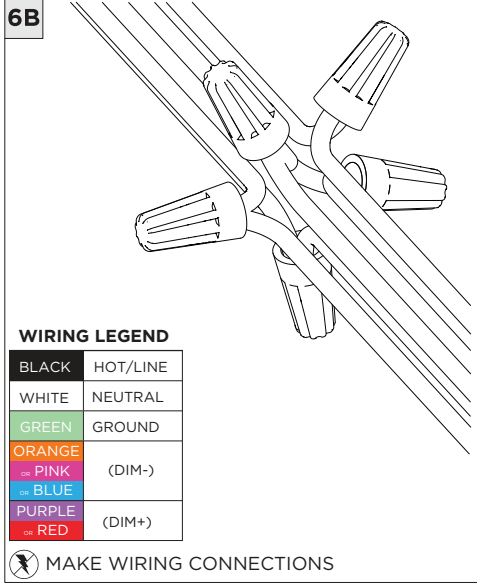 6B
WIRING LEGEND
BLACK HOT/LINE
WHITE NEUTRAL
GREEN GROUND
ORANGE
OR PINK (DIM-)
OR BLUE
PURPLE (DIM+)
OR RED
MAKE WIRING CONNECTIONS